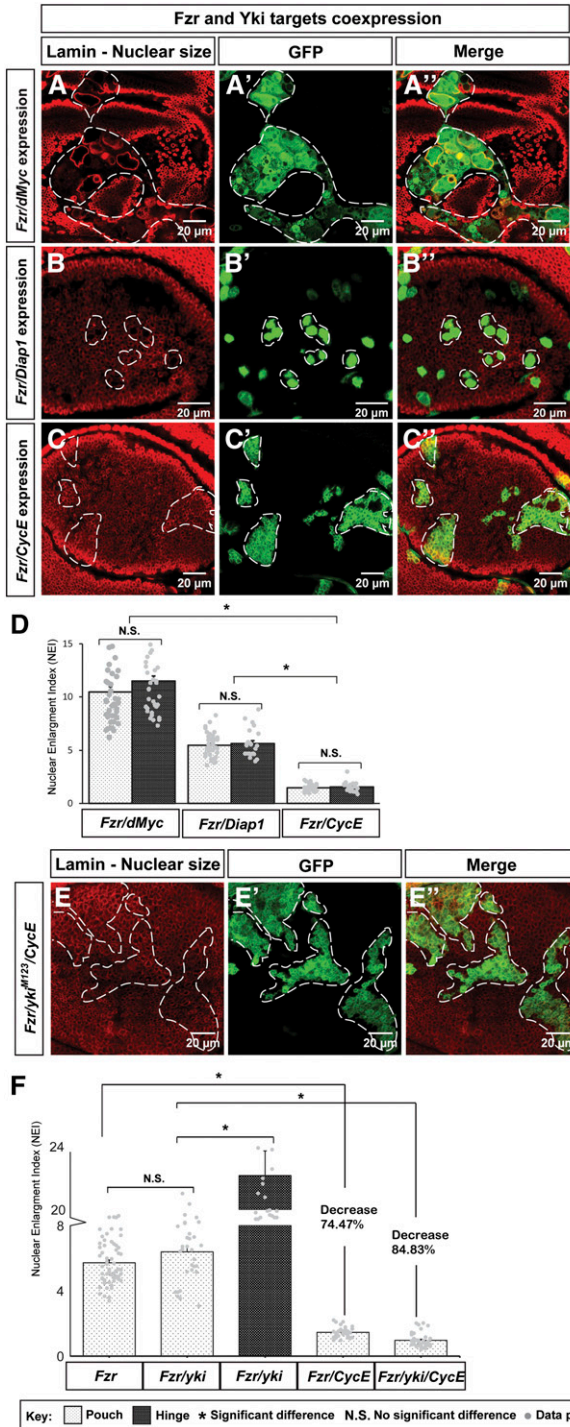 Fzr and Yki targets coexpression
Lamin - Nuclear size GFP Merge
Fzr/dMyc expression
A A' A''
20 µm 20 µm 20 µm
Fzr/Diap1 expression
B B' B''
20 µm 20 µm 20 µm
Fzr/CycE expression
C C' C''
20 µm 20 µm 20 µm
D
*
N.S. * N.S. N.S.
Nuclear Enlargment Index (NEI)
15
10
5
0
Fzr/dMyc Fzr/Diap1 Fzr/CycE
Lamin - Nuclear size GFP Merge
Fzr/ykiM123/CycE
E E' E''
20 µm 20 µm 20 µm
F
*
*
*
N.S.
Nuclear Enlargment Index (NEI)
24
20
8
4
0
Decrease
74.47%
Decrease
84.83%
Fzr Fzr/yki Fzr/yki Fzr/CycE Fzr/yki/CycE
Key: Pouch Hinge * Significant difference N.S. No significant difference Data